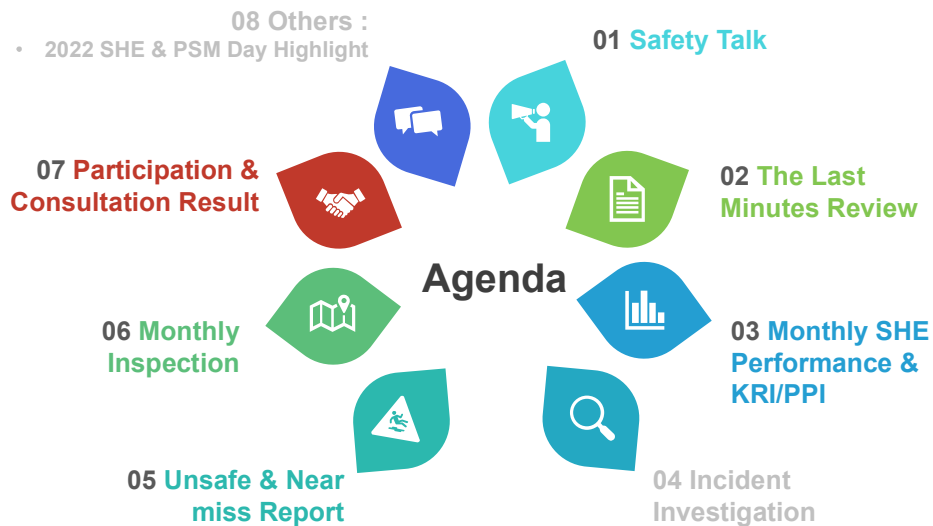 Agenda
01 Safety Talk
02 The Last
Minutes Review
03 Monthly SHE
Performance &
KRI/PPI
04 Incident
Investigation
05 Unsafe & Near
miss Report
06 Monthly
Inspection
07 Participation &
Consultation Result
08 Others :
• 2022 SHE & PSM Day Highlight